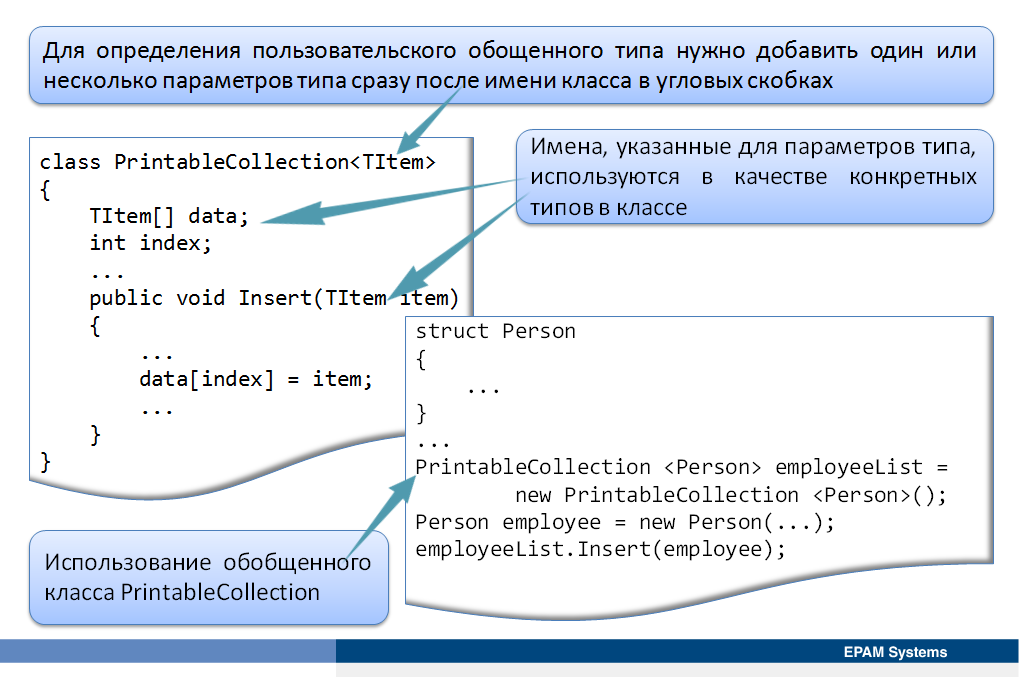 Для определения пользовательского обощенного типа нужно добавить один или
несколько параметров типа сразу после имени класса в угловых скобках
class PrintableCollection<TItem>
{
    TItem[] data;
    int index;
    ...
    public void Insert(TItem item)
    {
        ...
        data[index] = item;
        ...
    }
}
Имена, указанные для параметров типа,
используются в качестве конкретных
типов в классе
struct Person
{
    ...
}
...
PrintableCollection <Person> employeeList =
        new PrintableCollection <Person>();
Person employee = new Person(...);
employeeList.Insert(employee);
Использование обобщенного
класса PrintableCollection
EPAM Systems